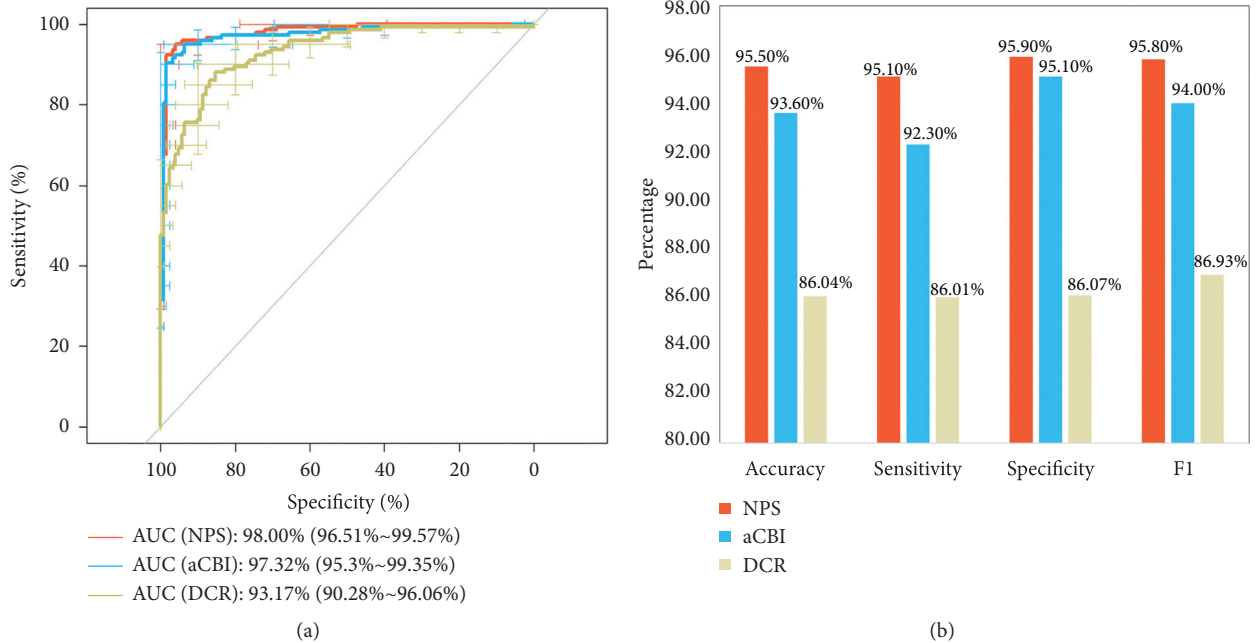 100
80
60
40
20
0
Sensitivity (%)
100 80 60 40 20 0
Specificity (%)
AUC (NPS): 98.00% (96.51%~99.57%)
AUC (aCBI): 97.32% (95.3%~99.35%)
AUC (DCR): 93.17% (90.28%~96.06%)
(a)
98.00
96.00
94.00
92.00
90.00
88.00
86.00
84.00
82.00
80.00
Percentage
95.50% 93.60% 86.04%
95.10% 92.30% 86.01%
95.90% 95.10% 86.07%
95.80% 94.00% 86.93%
Accuracy Sensitivity Specificity F1
NPS
aCBI
DCR
(b)